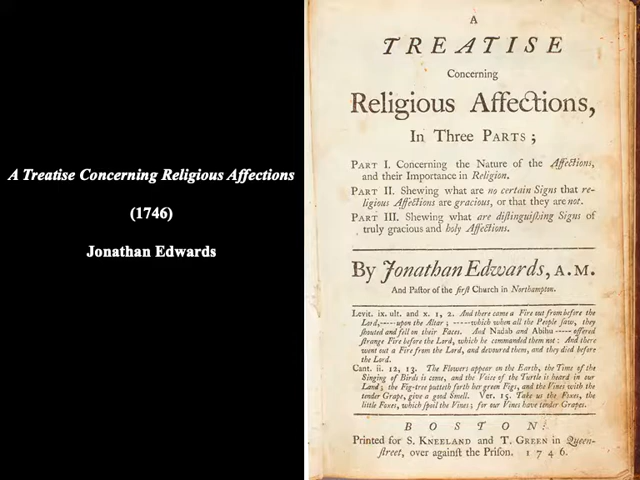 A Treatise Concerning Religious Affections
(1746)
Jonathan Edwards
A
TREATISE
Concerning
Religious Affections,
In Three PARTS;
PART I. Concerning the Nature of the Affections,
and their Importance in Religion.
PART II. Shewing what are no certain Signs that re-
ligious Affections are gracious, or that they are not.
PART III. Shewing what are distinguishing Signs of
truly gracious and holy Affections.
By Jonathan Edwards, A.M.
And Pastor of the first Church in Northampton.
Levit. ix. ult. and x. 1, 2. And there came a Fire out from before the
Lord,-----upon the Altar; -----which when all the People saw, they
shouted and fell on their Faces. And Nadab and Abihu ----- offered
strange Fire before the Lord, which he commanded them not: And there
went out a Fire from the Lord, and devoured them, and they died before
the Lord.
Cant. ii. 12, 13. The Flowers appear on the Earth, the Time of the
Singing of Birds is come, and the Voice of the Turtle is heard in our
Land; the Fig-tree putteth forth her green Figs, and the Vines with the
tender Grape, give a good Smell. Ver. 15. Take us the Foxes, the
little Foxes, which spoil the Vines; for our Vines have tender Grapes.
BOSTON:
Printed for S. KNEELAND and T. GREEN in Queen-
street, over against the Prison. 1746.